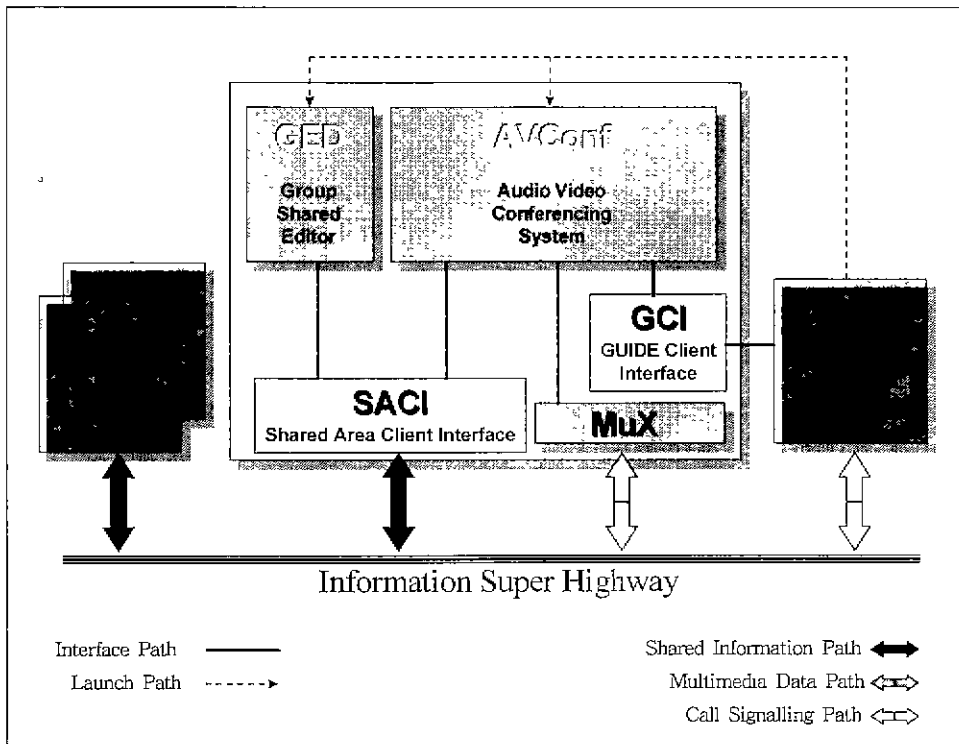 GED
AVConf
Group
Shared
Editor
Audio Video
Conferencing
System
GCI
GUIDE Client
Interface
SACI
Shared Area Client Interface
MuX
Information Super Highway
Interface Path
Launch Path
Shared Information Path
Multimedia Data Path
Call Signalling Path